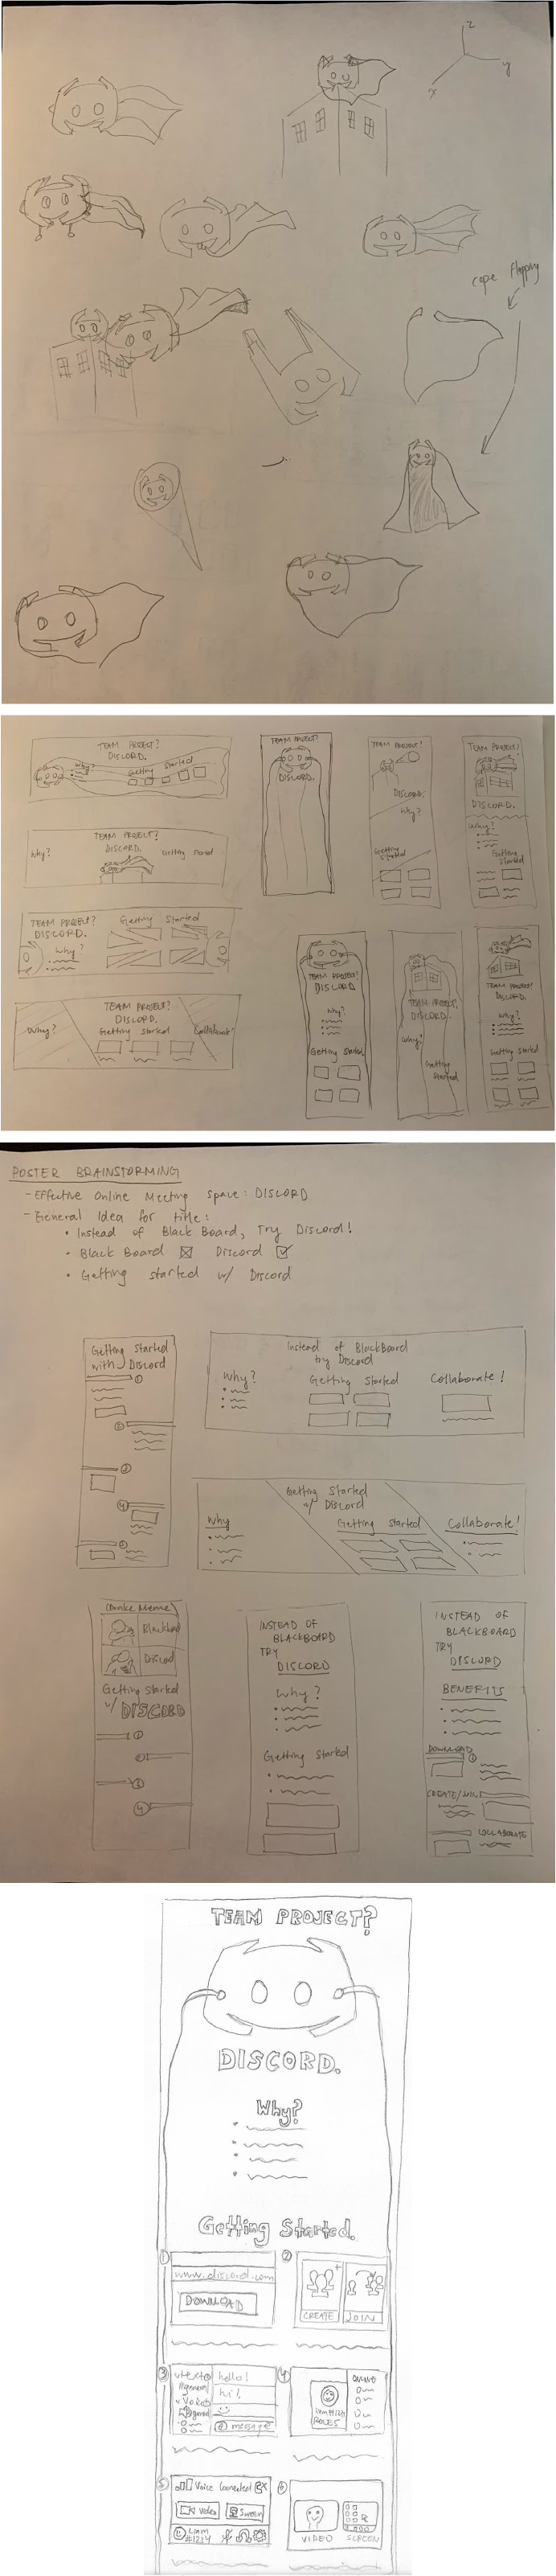 z
y
x
cape flapping
TEAM PROJECT?
DISCORD.
Why?
Getting Started
TEAM PROJECT?
DISCORD.
Why?
Getting Started
TEAM PROJECT?
DISCORD.
Why?
Getting Started
TEAM PROJECT?
DISCORD.
Why?
Getting Started
Collaborate!
TEAM PROJECT?
DISCORD.
TEAM PROJECT?
DISCORD.
Why?
Getting Started
TEAM PROJECT?
DISCORD.
Why?
Getting Started
TEAM PROJECT?
DISCORD.
Why?
Getting Started
TEAM PROJECT?
DISCORD.
Why?
Getting Started
TEAM PROJECT?
DISCORD.
Why?
Getting Started
POSTER BRAINSTORMING
- Effective Online Meeting Space: DISCORD
- General Idea for title:
• Instead of Black Board, Try Discord!
• Black Board ☒ Discord ☑
• Getting started w/ Discord
Getting Started
with Discord
①
②
③
④
⑤
Instead of BlackBoard
try Discord
Why?
Getting Started
Collaborate!
Getting Started
w/ Discord
Why
Getting Started
Collaborate!
(Drake Meme)
Blackboard
Discord
Getting Started
w/ DISCORD
①
②
③
④
INSTEAD OF
BLACKBOARD
TRY
DISCORD
Why?
Getting Started
INSTEAD OF
BLACKBOARD
TRY
DISCORD
BENEFITS
DOWNLOAD
①
CREATE/JOIN
COLLABORATE
TEAM PROJECT?
DISCORD.
Why?
Getting Started.
①
www.discord.com
DOWNLOAD
②
CREATE
JOIN
③
hello!
hi!
message
④
ROLES
⑤
Voice Connected
Video
Screen
Liam
#1214
⑥
VIDEO
SCREEN